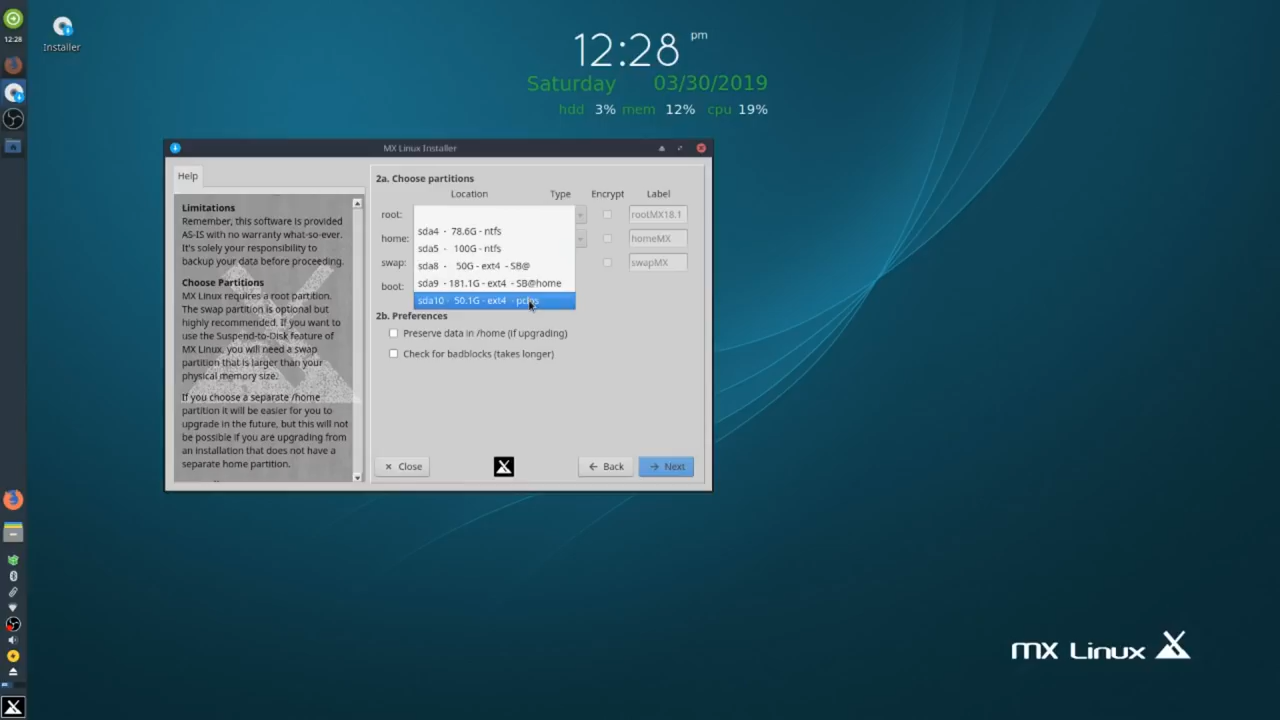 12:28
Installer
12:28 pm
Saturday 03/30/2019
hdd 3% mem 12% cpu 19%
MX Linux Installer
Help
Limitations
Remember, this software is provided
AS-IS with no warranty what-so-ever.
It's solely your responsibility to
backup your data before proceeding.
Choose Partitions
MX Linux requires a root partition.
The swap partition is optional but
highly recommended. If you want to
use the Suspend-to-Disk feature of
MX Linux, you will need a swap
partition that is larger than your
physical memory size.
If you choose a separate /home
partition it will be easier for you to
upgrade in the future, but this will not
be possible if you are upgrading from
an installation that does not have a
separate home partition.
2a. Choose partitions
Location Type Encrypt Label
root: rootMX18.1
sda4 - 78.6G - ntfs
home: homeMX
sda5 - 100G - ntfs
swap: swapMX
sda8 - 50G - ext4 - SB@
sda9 - 181.1G - ext4 - SB@home
boot:
sda10 - 50.1G - ext4 - pclos
2b. Preferences
Preserve data in /home (if upgrading)
Check for badblocks (takes longer)
Close
Back
Next
MX Linux